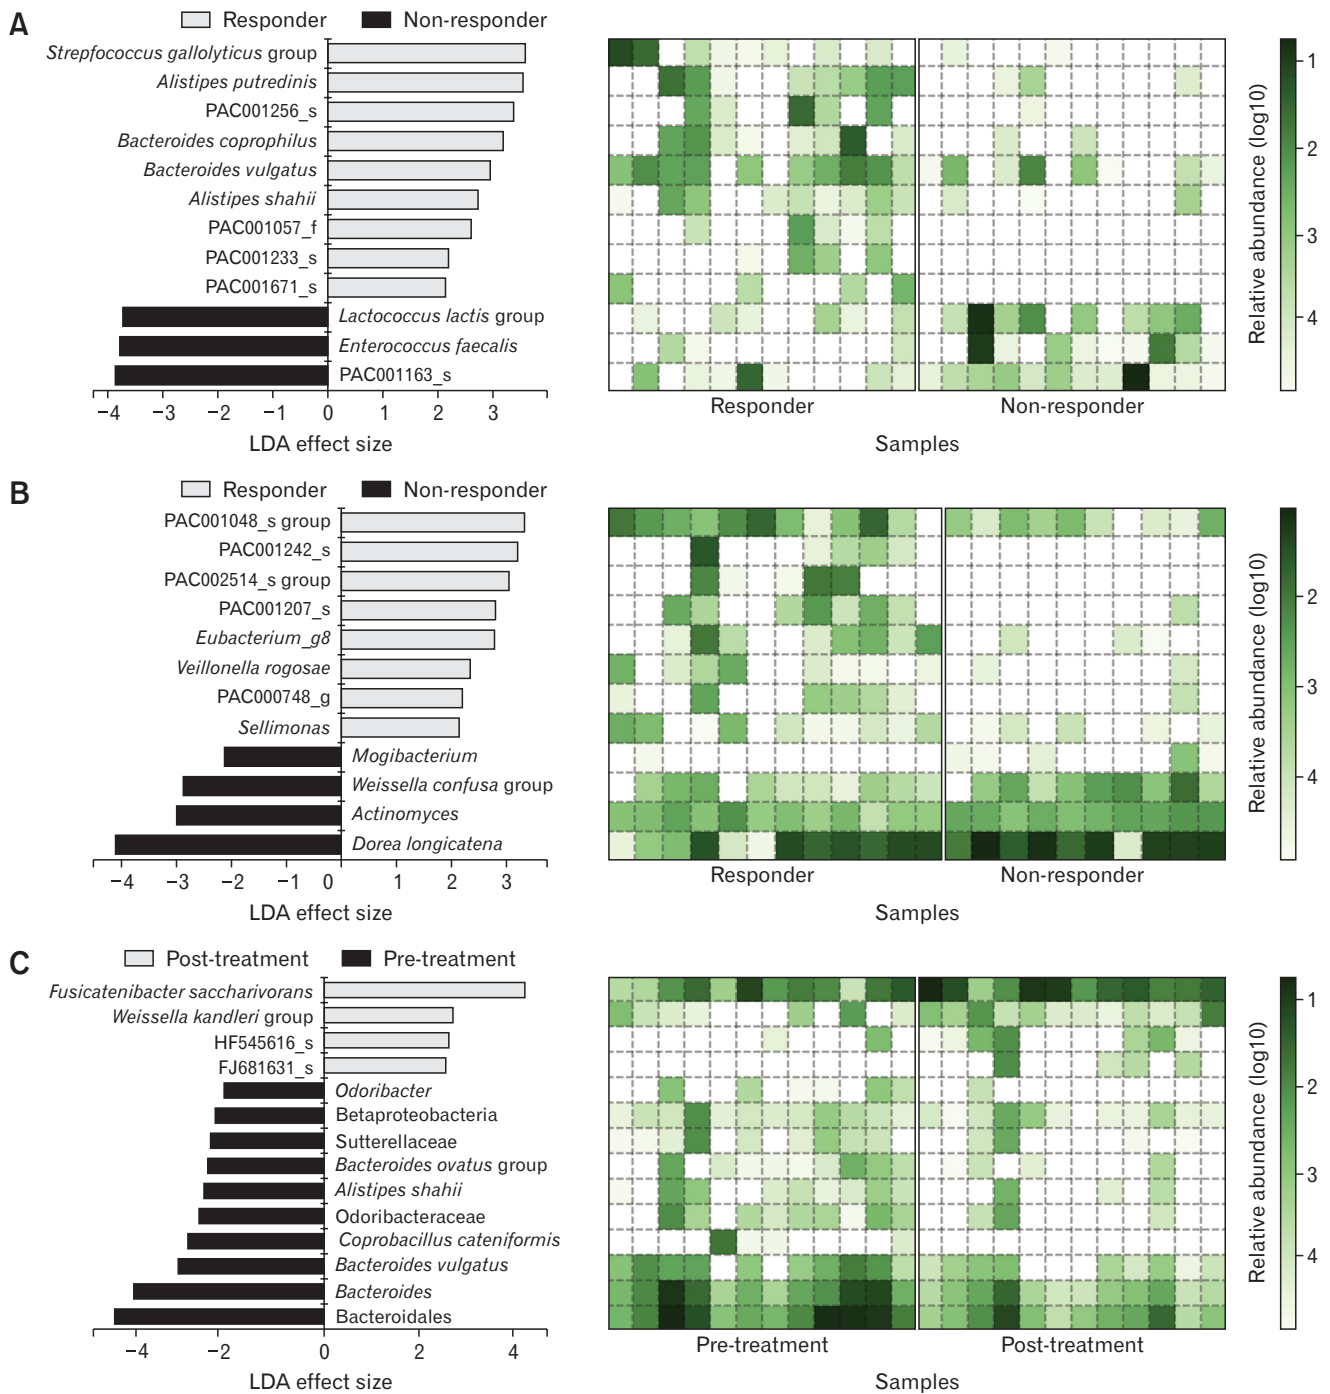 A
Responder Non-responder
Strepfococcus gallolyticus group
Alistipes putredinis
PAC001256_s
Bacteroides coprophilus
Bacteroides vulgatus
Alistipes shahii
PAC001057_f
PAC001233_s
PAC001671_s
Lactococcus lactis group
Enterococcus faecalis
PAC001163_s
−4 −3 −2 −1 0 1 2 3
LDA effect size
Responder Non-responder
Samples
1
2
3
4
Relative abundance (log10)
B
Responder Non-responder
PAC001048_s group
PAC001242_s
PAC002514_s group
PAC001207_s
Eubacterium_g8
Veillonella rogosae
PAC000748_g
Sellimonas
Mogibacterium
Weissella confusa group
Actinomyces
Dorea longicatena
−4 −3 −2 −1 0 1 2 3
LDA effect size
Responder Non-responder
Samples
2
3
4
Relative abundance (log10)
C
Post-treatment Pre-treatment
Fusicatenibacter saccharivorans
Weissella kandleri group
HF545616_s
FJ681631_s
Odoribacter
Betaproteobacteria
Sutterellaceae
Bacteroides ovatus group
Alistipes shahii
Odoribacteraceae
Coprobacillus cateniformis
Bacteroides vulgatus
Bacteroides
Bacteroidales
−4 −2 0 2 4
LDA effect size
Pre-treatment Post-treatment
Samples
1
2
3
4
Relative abundance (log10)